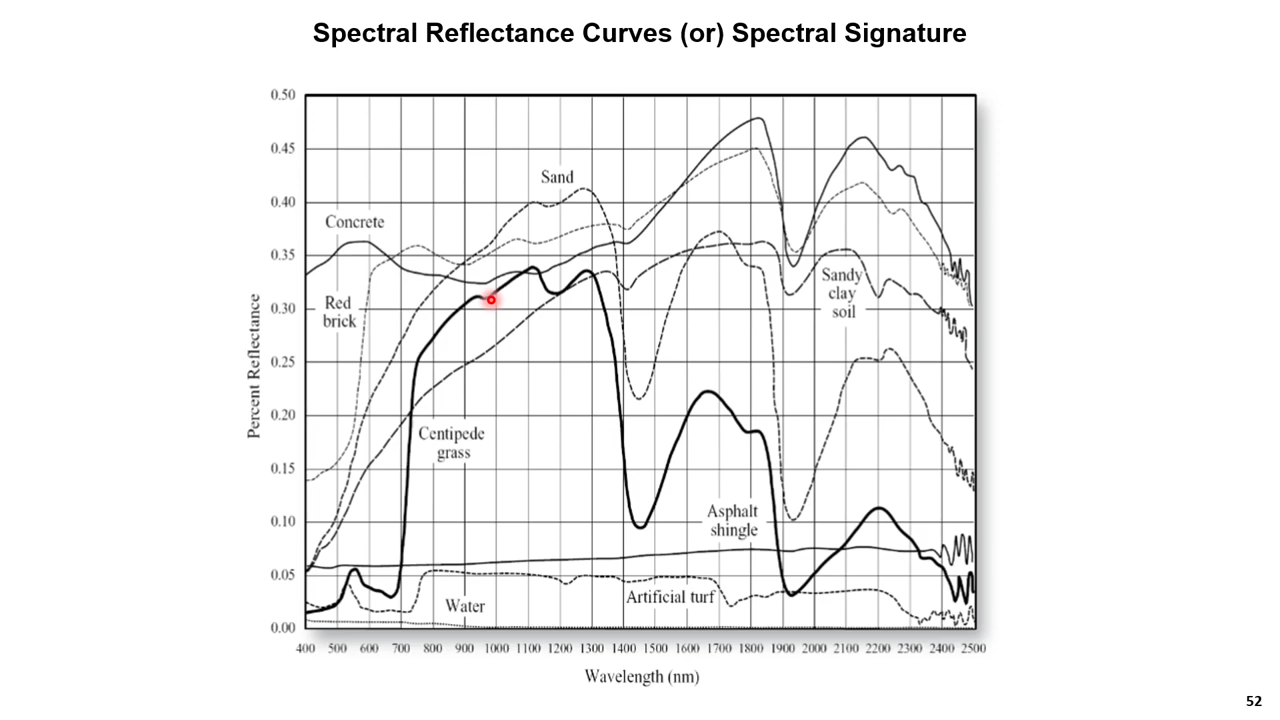 Spectral Reflectance Curves (or) Spectral Signature
0.50
0.45
0.40
0.35
0.30
0.25
0.20
0.15
0.10
0.05
0.00
Percent Reflectance
Sand
Concrete
Red
brick
Sandy
clay
soil
Centipede
grass
Asphalt
shingle
Artificial turf
Water
400 500 600 700 800 900 1000 1100 1200 1300 1400 1500 1600 1700 1800 1900 2000 2100 2200 2300 2400 2500
Wavelength (nm)
52